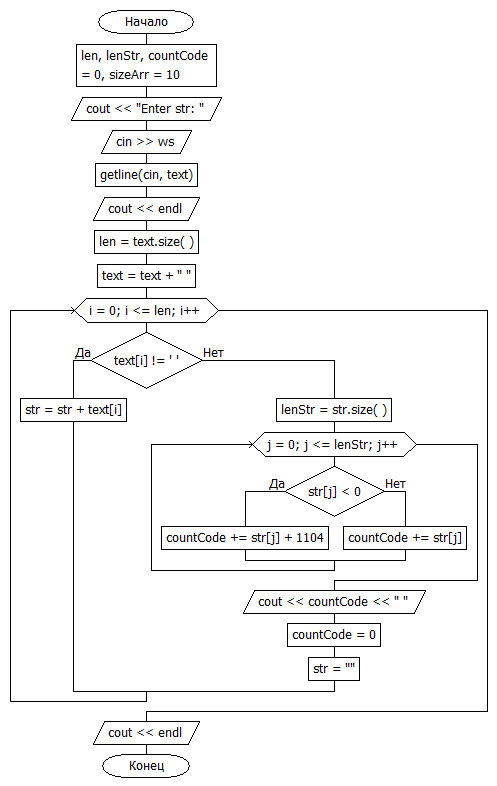 Начало
len, lenStr, countCode
= 0, sizeArr = 10
cout << "Enter str: "
cin >> ws
getline(cin, text)
cout << endl
len = text.size( )
text = text + " "
i = 0; i <= len; i++
Да
text[i] != ' '
Нет
str = str + text[i]
lenStr = str.size( )
j = 0; j <= lenStr; j++
Да
str[j] < 0
Нет
countCode += str[j] + 1104
countCode += str[j]
cout << countCode << " "
countCode = 0
str = ""
cout << endl
Конец